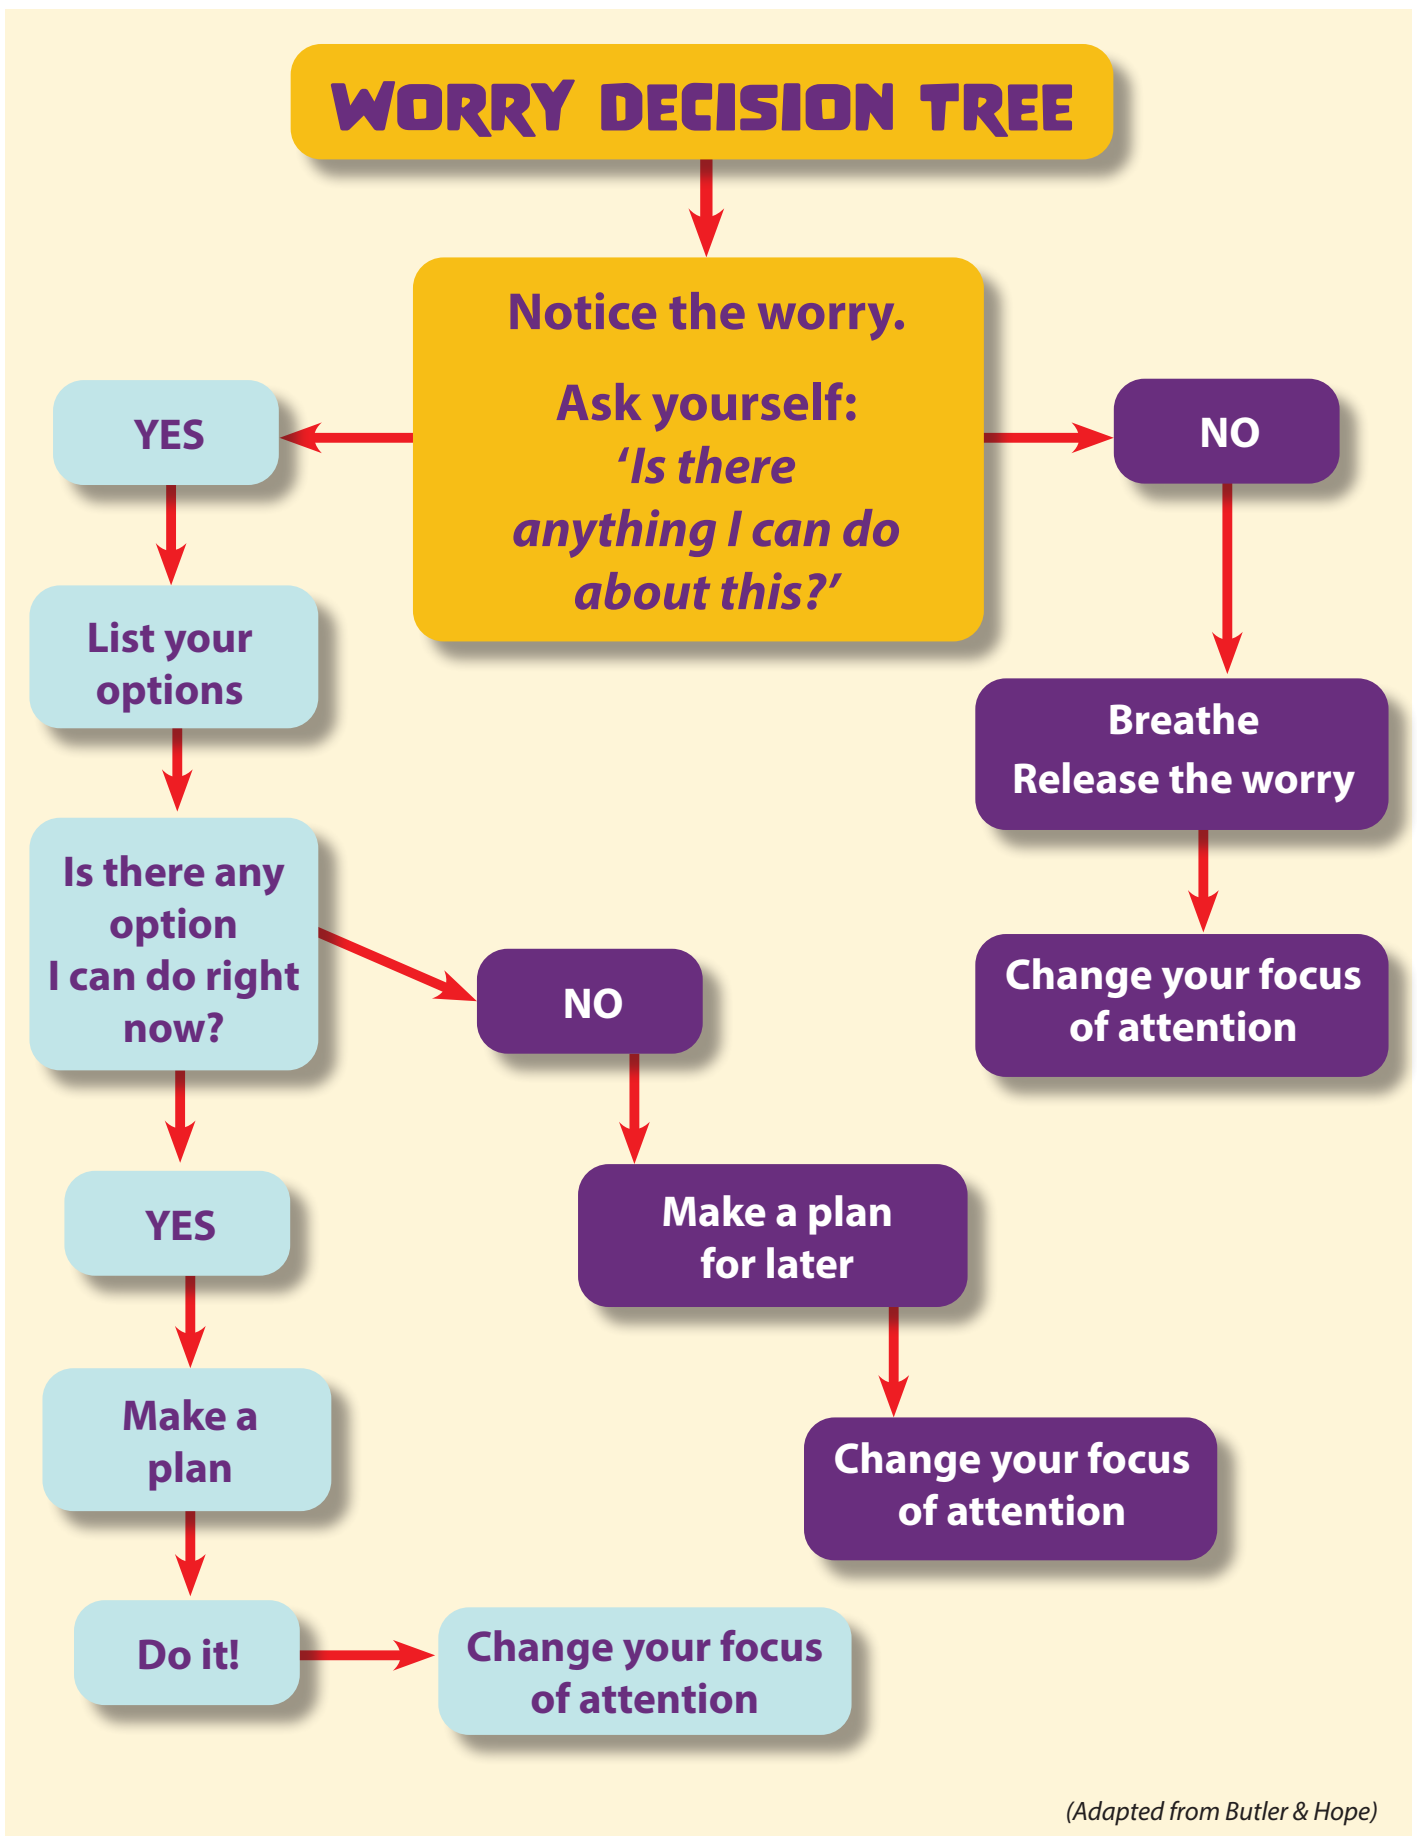 WORRY DECISION TREE
Notice the worry.
Ask yourself:
‘Is there
anything I can do
about this?’
YES
NO
List your
options
Breathe
Release the worry
Is there any
option
I can do right
now?
NO
Change your focus
of attention
YES
Make a plan
for later
Make a
plan
Change your focus
of attention
Do it!
Change your focus
of attention
(Adapted from Butler & Hope)